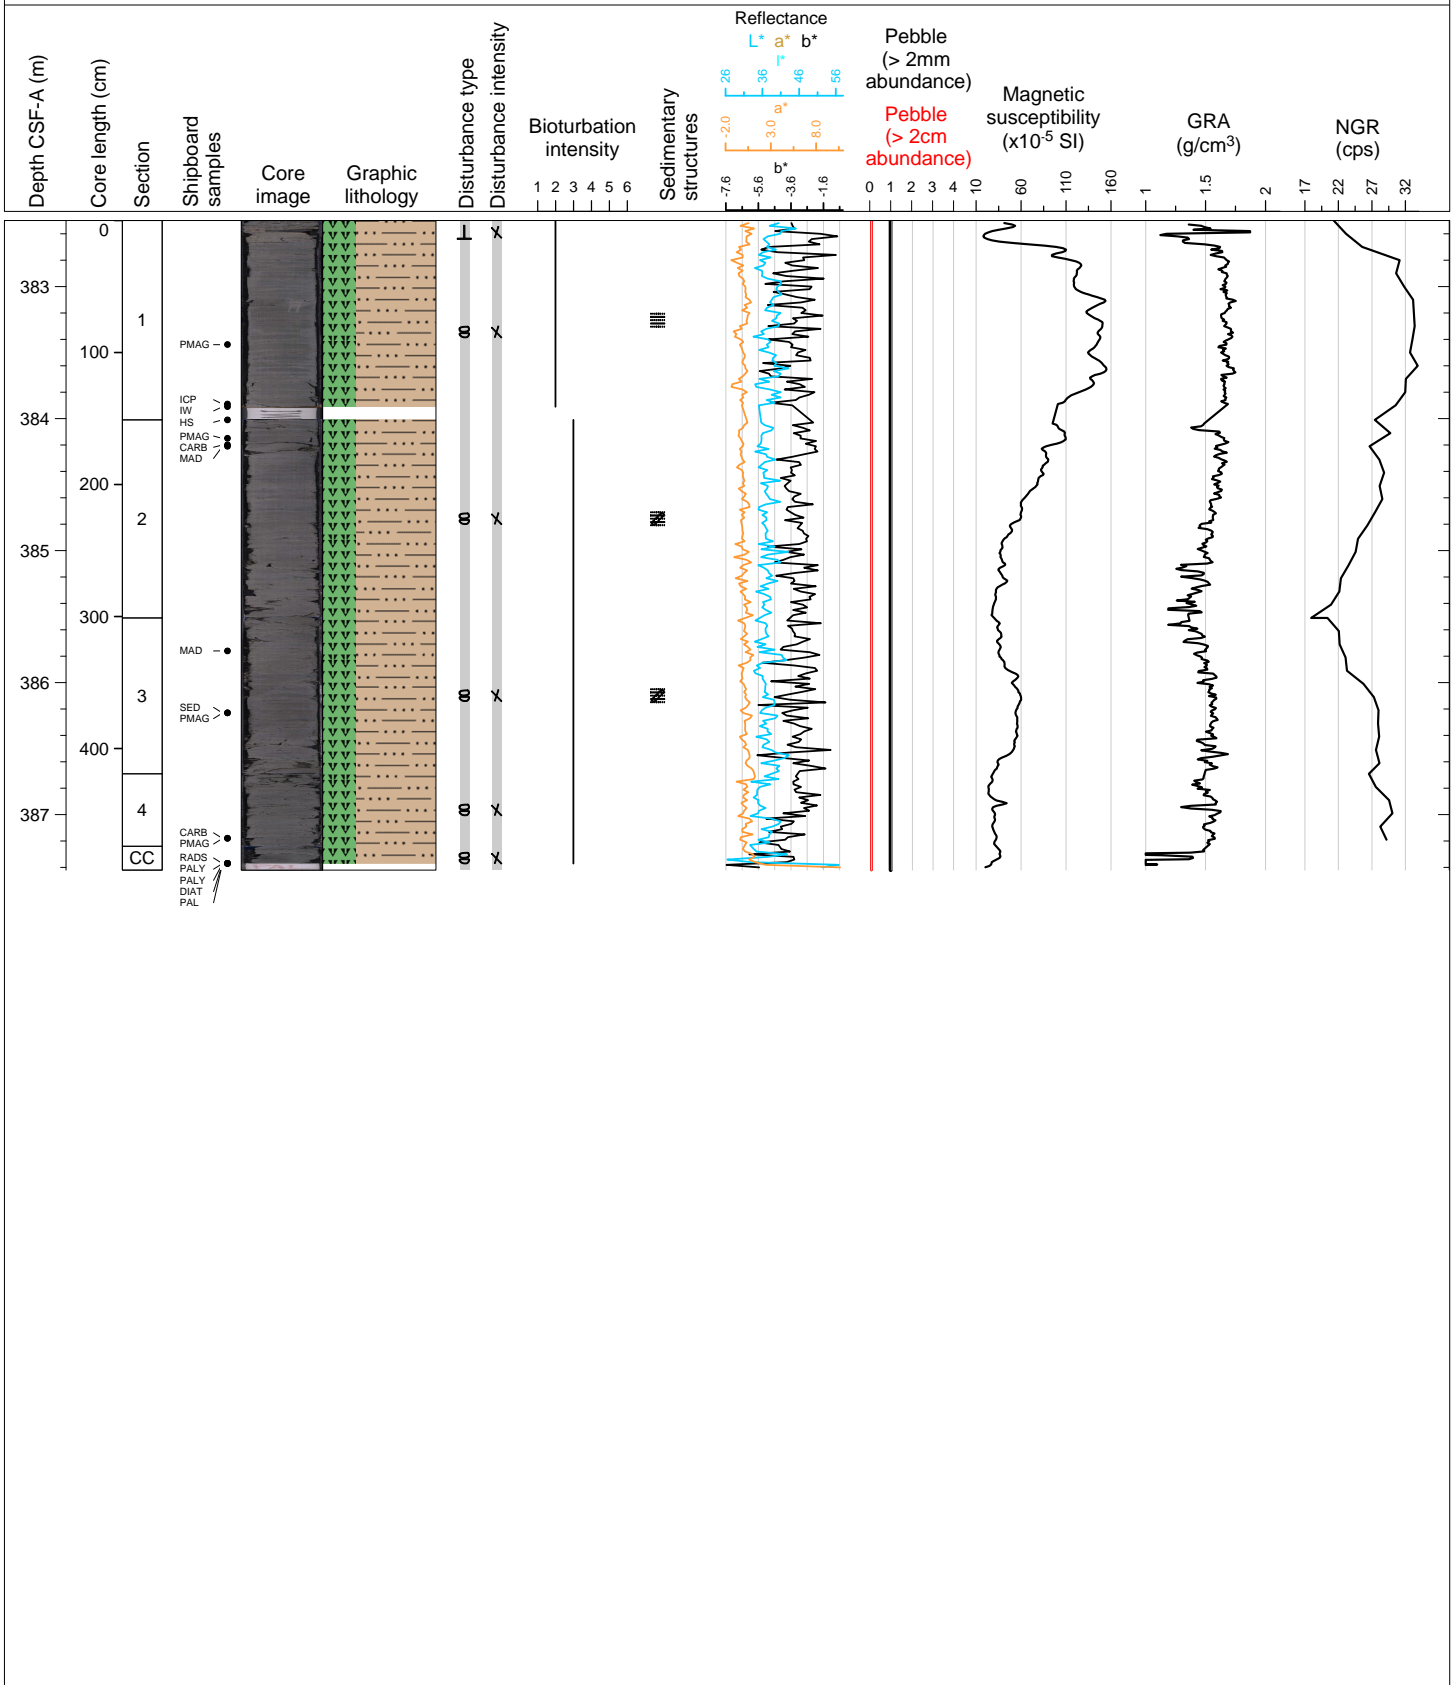 Depth CSF-A (m)
Core length (cm)
Section
Shipboard
samples
Core
image
Graphic
lithology
Disturbance type
Disturbance intensity
Bioturbation
intensity
1 2 3 4 5 6
Sedimentary
structures
Reflectance
L* a* b*
l*
26 36 46 56
a*
-2.0 3.0 8.0
b*
-7.6 -5.6 -3.6 -1.6
Pebble
(> 2mm
abundance)
Pebble
(> 2cm
abundance)
0 1 2 3 4
Magnetic
susceptibility
(x10-5 SI)
10 60 110 160
GRA
(g/cm3)
1 1.5 2
NGR
(cps)
17 22 27 32
0
383
1
PMAG
100
ICP
IW
384
HS
PMAG
CARB
MAD
200
2
385
300
MAD
386
3
SED
PMAG
400
387
4
CARB
PMAG
CC
RADS
PALY
PALY
DIAT
PAL